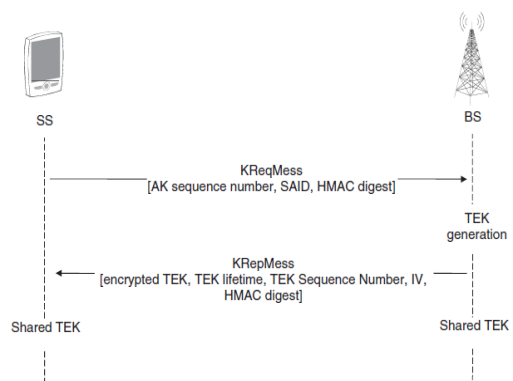 SS
BS
KReqMess
[AK sequence number, SAID, HMAC digest]
TEK
generation
KRepMess
[encrypted TEK, TEK lifetime, TEK Sequence Number, IV,
HMAC digest]
Shared TEK
Shared TEK